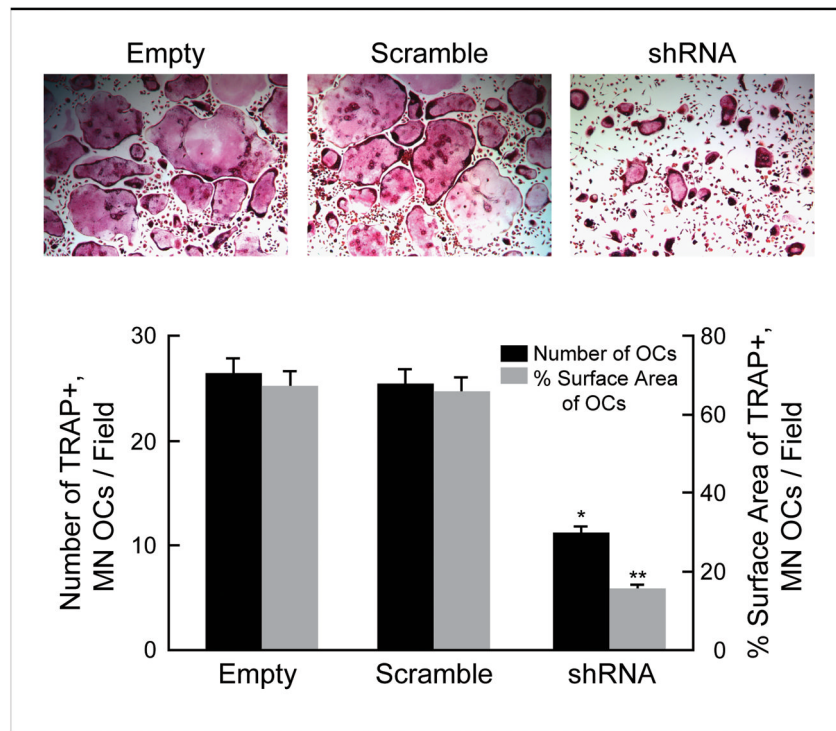 Empty
Scramble
shRNA
30
20
10
0
Number of TRAP+,
MN OCs / Field
Number of OCs
% Surface Area
of OCs
*
**
80
60
40
20
0
% Surface Area of TRAP+,
MN OCs / Field
Empty
Scramble
shRNA